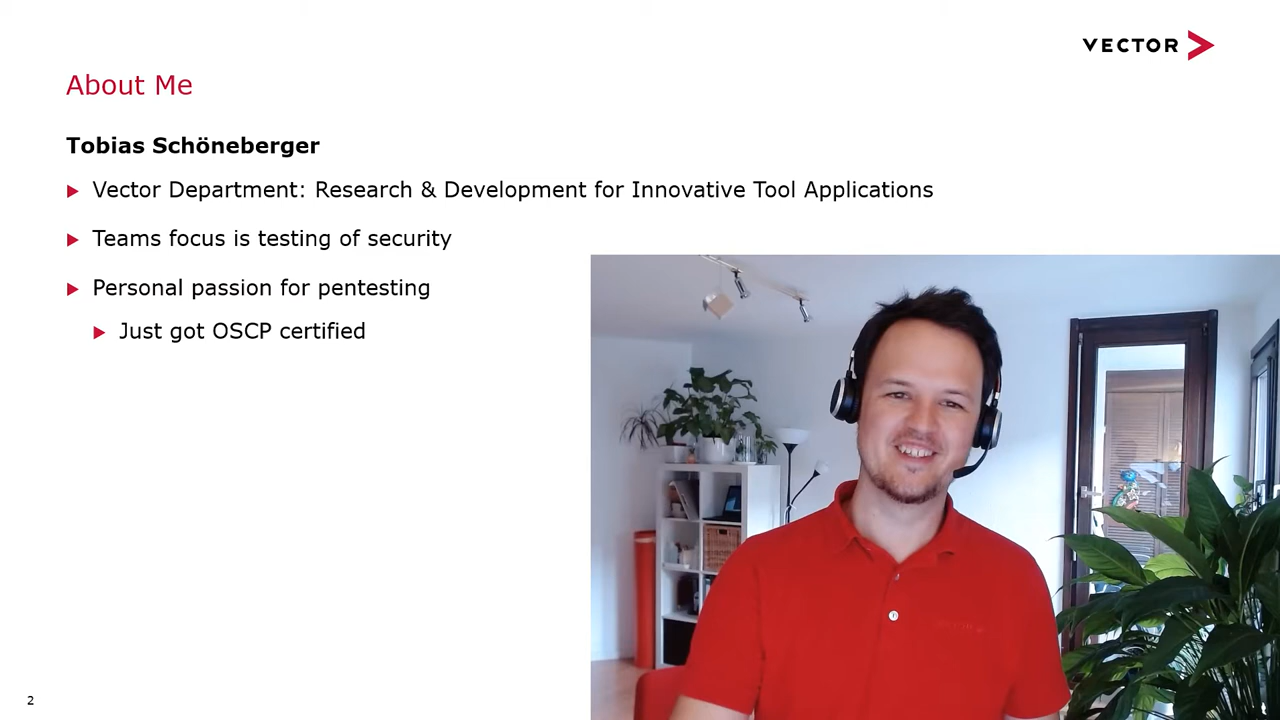 VECTOR
About Me
Tobias Schöneberger
Vector Department: Research & Development for Innovative Tool Applications
Teams focus is testing of security
Personal passion for pentesting
Just got OSCP certified
2